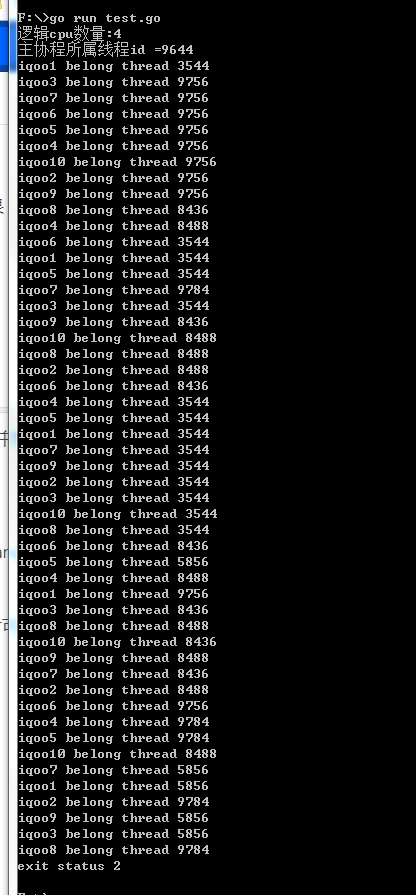 F:\>go run test.go
逻辑cpu数量:4
主协程所属线程id =9644
iqoo1 belong thread 3544
iqoo3 belong thread 9756
iqoo7 belong thread 9756
iqoo6 belong thread 9756
iqoo5 belong thread 9756
iqoo4 belong thread 9756
iqoo10 belong thread 9756
iqoo2 belong thread 9756
iqoo9 belong thread 9756
iqoo8 belong thread 8436
iqoo4 belong thread 8488
iqoo6 belong thread 3544
iqoo1 belong thread 3544
iqoo5 belong thread 3544
iqoo7 belong thread 9784
iqoo3 belong thread 3544
iqoo9 belong thread 8436
iqoo10 belong thread 8488
iqoo8 belong thread 8488
iqoo2 belong thread 8488
iqoo6 belong thread 8436
iqoo4 belong thread 3544
iqoo5 belong thread 3544
iqoo1 belong thread 3544
iqoo7 belong thread 3544
iqoo9 belong thread 3544
iqoo2 belong thread 3544
iqoo3 belong thread 3544
iqoo10 belong thread 3544
iqoo8 belong thread 3544
iqoo6 belong thread 8436
iqoo5 belong thread 5856
iqoo4 belong thread 8488
iqoo1 belong thread 9756
iqoo3 belong thread 8436
iqoo8 belong thread 8488
iqoo10 belong thread 8436
iqoo9 belong thread 8488
iqoo7 belong thread 8436
iqoo2 belong thread 8488
iqoo6 belong thread 9756
iqoo4 belong thread 9784
iqoo5 belong thread 9784
iqoo10 belong thread 8488
iqoo7 belong thread 5856
iqoo1 belong thread 5856
iqoo2 belong thread 9784
iqoo9 belong thread 5856
iqoo3 belong thread 5856
iqoo8 belong thread 9784
exit status 2